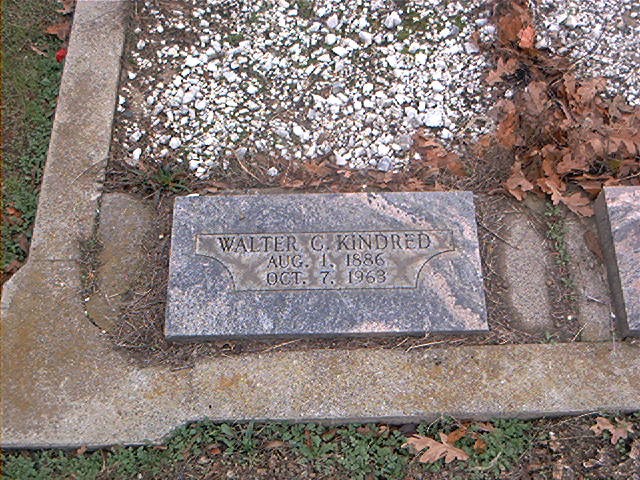 WALTER C. KINDRED
AUG. 1, 1886
OCT. 7, 1963